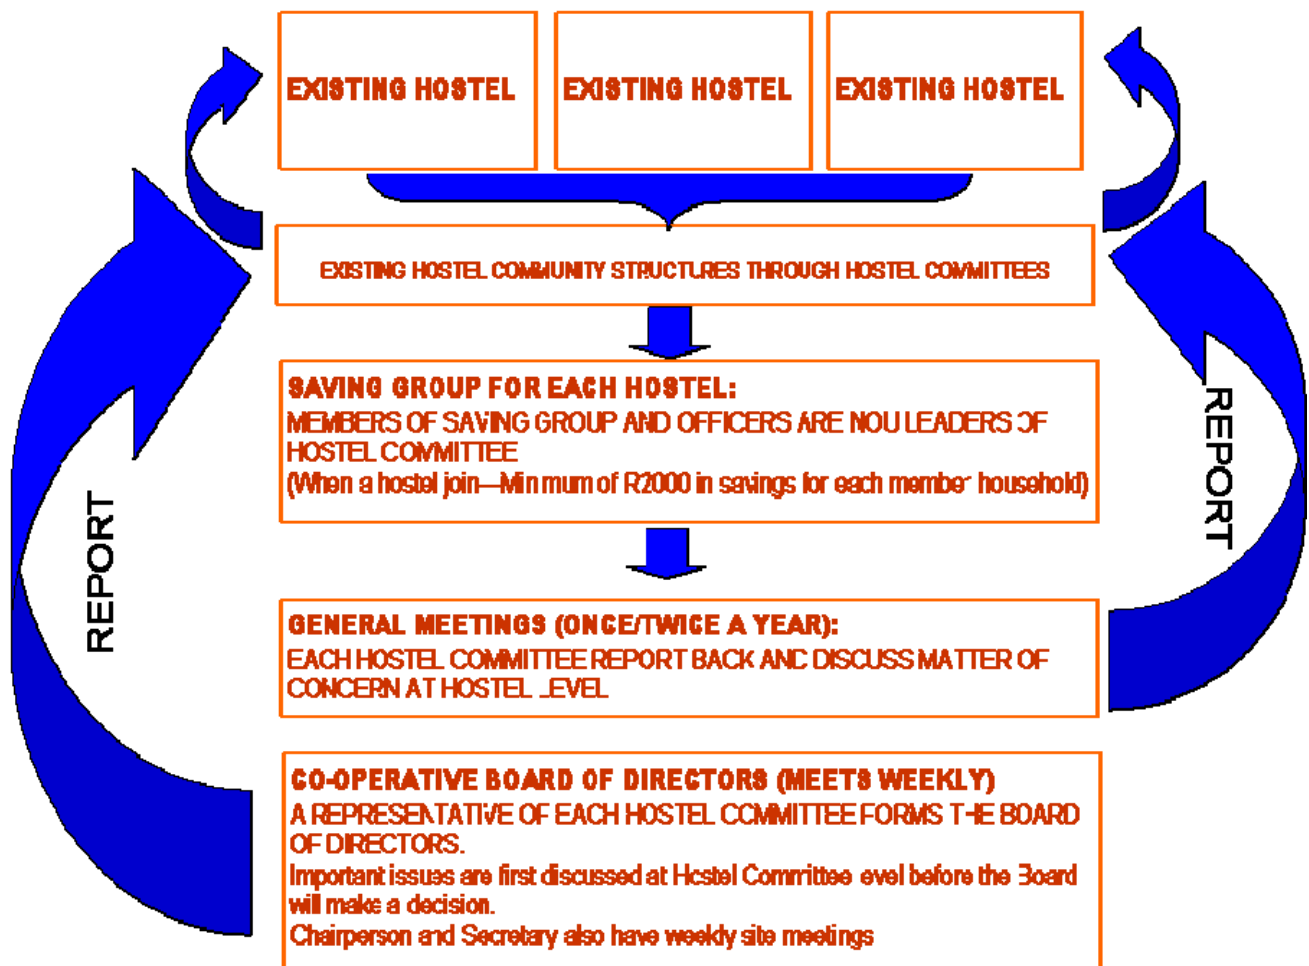 EXISTING HOSTEL
EXISTING HOSTEL
EXISTING HOSTEL
EXISTING HOSTEL COMMUNITY STRUCTURES THROUGH HOSTEL COMMITTEES
SAVING GROUP FOR EACH HOSTEL:
MEMBERS OF SAVING GROUP AND OFFICERS ARE NOU LEADERS OF
HOSTEL COMMITTEE
(When a hostel join—Minimum of R2000 in savings for each member household)
REPORT
REPORT
GENERAL MEETINGS (ONCE/TWICE A YEAR):
EACH HOSTEL COMMITTEE REPORT BACK AND DISCUSS MATTER OF
CONCERN AT HOSTEL LEVEL
CO-OPERATIVE BOARD OF DIRECTORS (MEETS WEEKLY)
A REPRESENTATIVE OF EACH HOSTEL COMMITTEE FORMS THE BOARD
OF DIRECTORS.
Important issues are first discussed at Hostel Committee level before the Board
will make a decision.
Chairperson and Secretary also have weekly site meetings